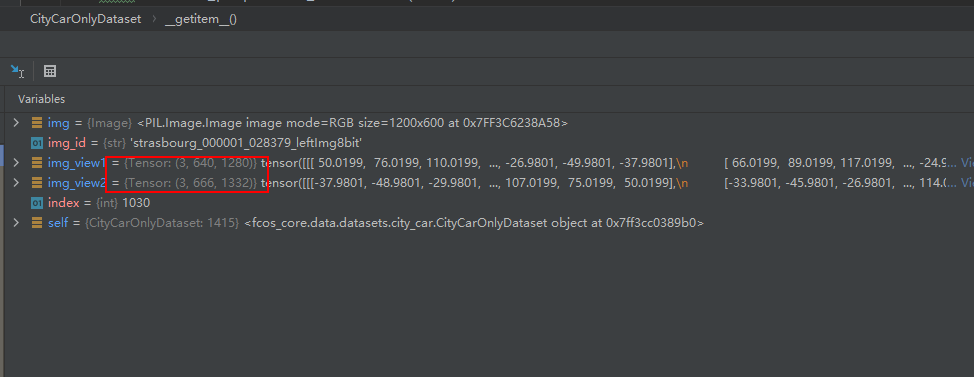 CityCarOnlyDataset › __getitem__()
Variables
img = {Image} <PIL.Image.Image image mode=RGB size=1200x600 at 0x7FF3C6238A58>
01 img_id = {str} 'strasbourg_000001_028379_leftImg8bit'
img_view1 = {Tensor: (3, 640, 1280)} tensor([[[ 50.0199, 76.0199, 110.0199, ..., -26.9801, -49.9801, -37.9801],\n [ 66.0199, 89.0199, 117.0199, ..., -24.9 ... Vi
img_view2 = {Tensor: (3, 666, 1332)} tensor([[[-37.9801, -48.9801, -29.9801, ..., 107.0199, 75.0199, 50.0199],\n [-33.9801, -45.9801, -26.9801, ..., 114.0 ... Vi
01 index = {int} 1030
self = {CityCarOnlyDataset: 1415} <fcos_core.data.datasets.city_car.CityCarOnlyDataset object at 0x7ff3cc0389b0>